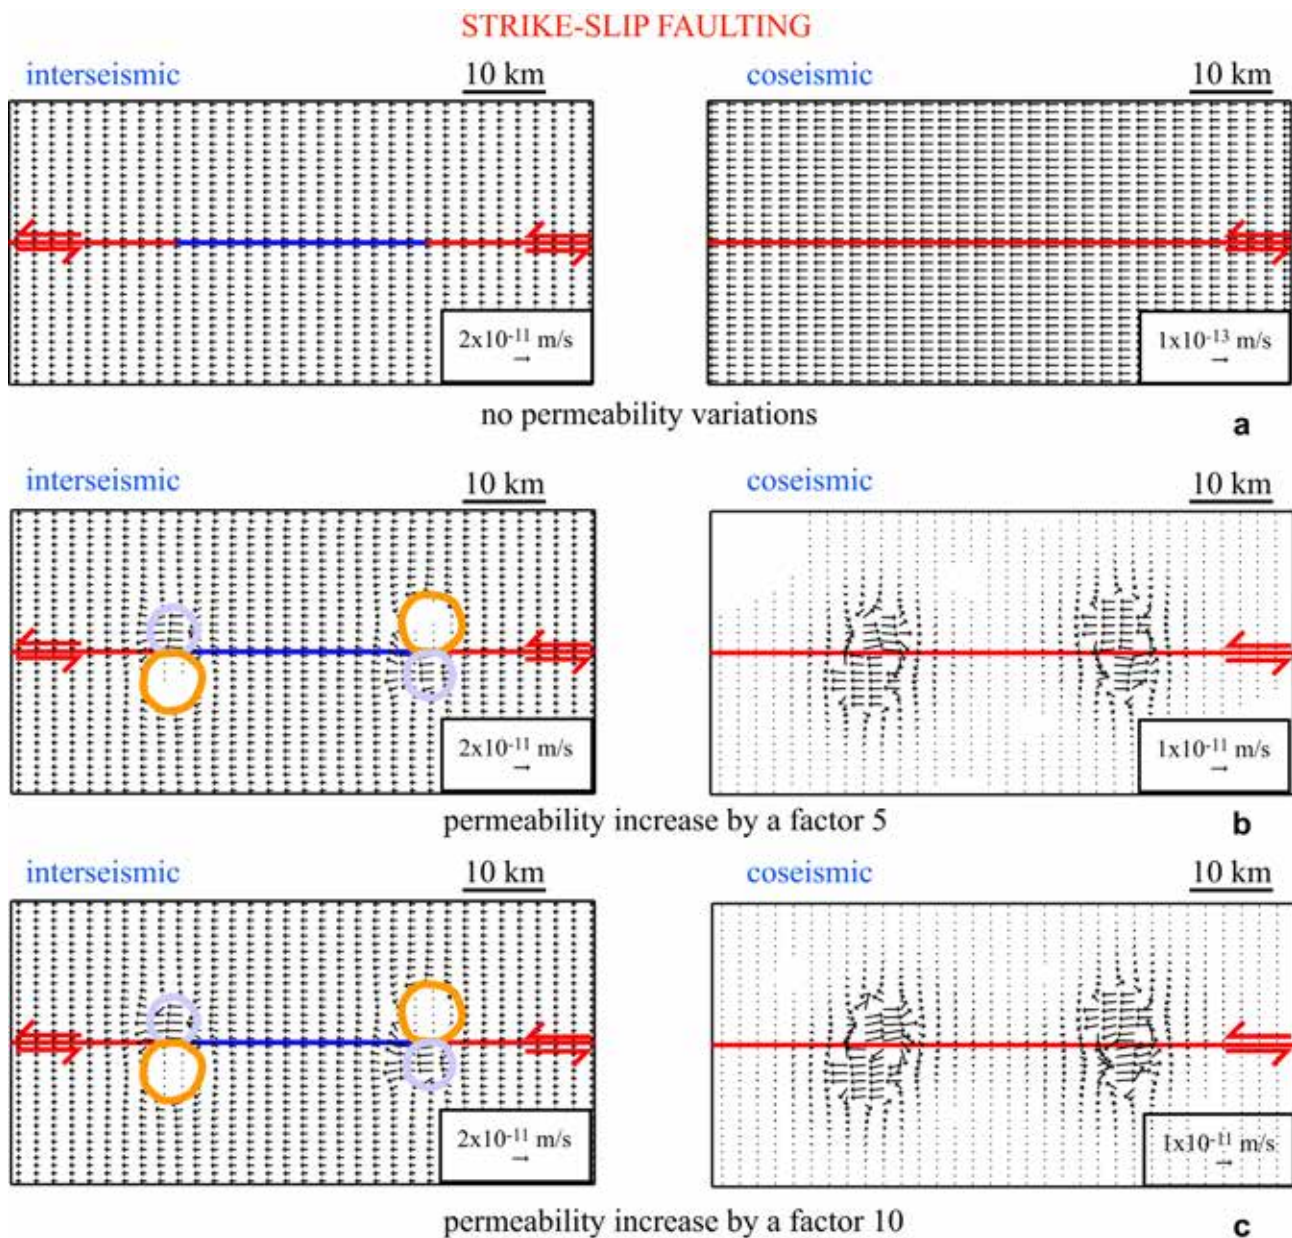 STRIKE-SLIP FAULTING
interseismic 10 km coseismic 10 km
2x10⁻¹¹ m/s 1x10⁻¹³ m/s
no permeability variations a
interseismic 10 km coseismic 10 km
2x10⁻¹¹ m/s 1x10⁻¹¹ m/s
permeability increase by a factor 5 b
interseismic 10 km coseismic 10 km
2x10⁻¹¹ m/s 1x10⁻¹¹ m/s
permeability increase by a factor 10 c